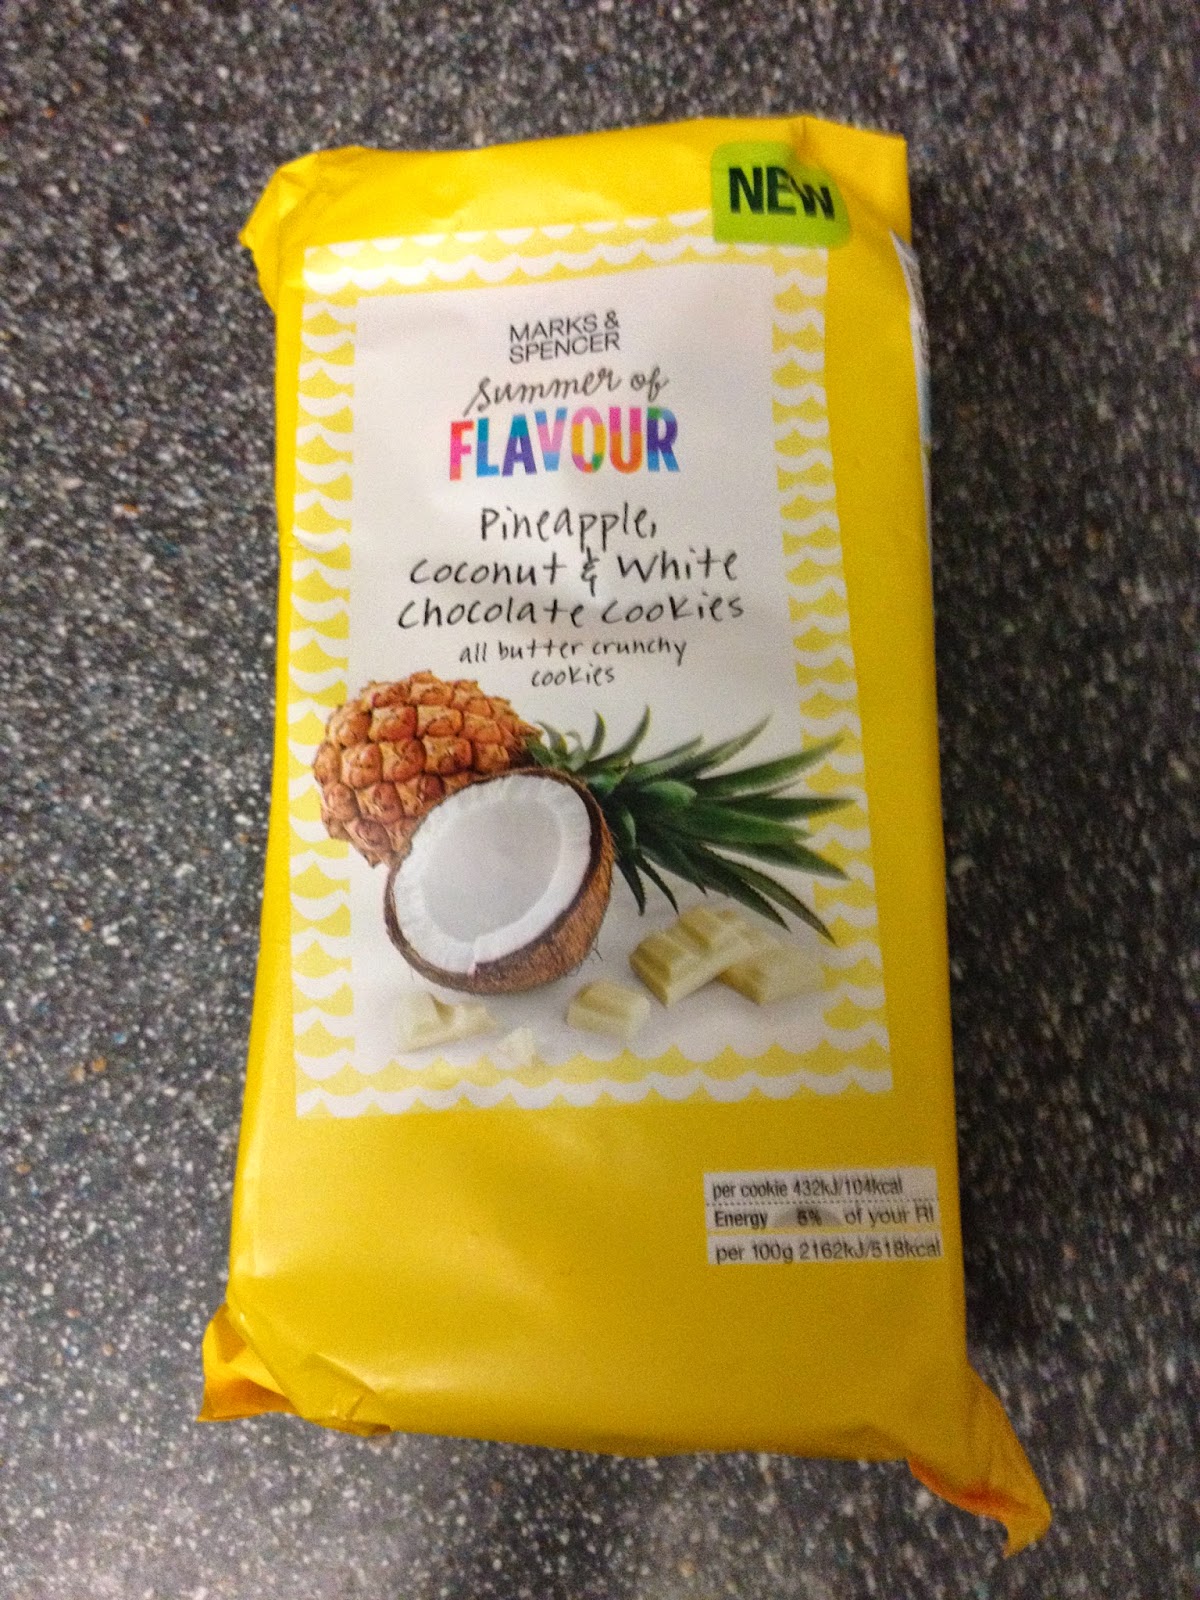 NEW
MARKS &
SPENCER
summer of
FLAVOUR
Pineapple,
Coconut & White
Chocolate Cookies
all butter crunchy
cookies
per cookie 432kJ/104kcal
Energy 5% of your RI
per 100g 2162kJ/518kcal